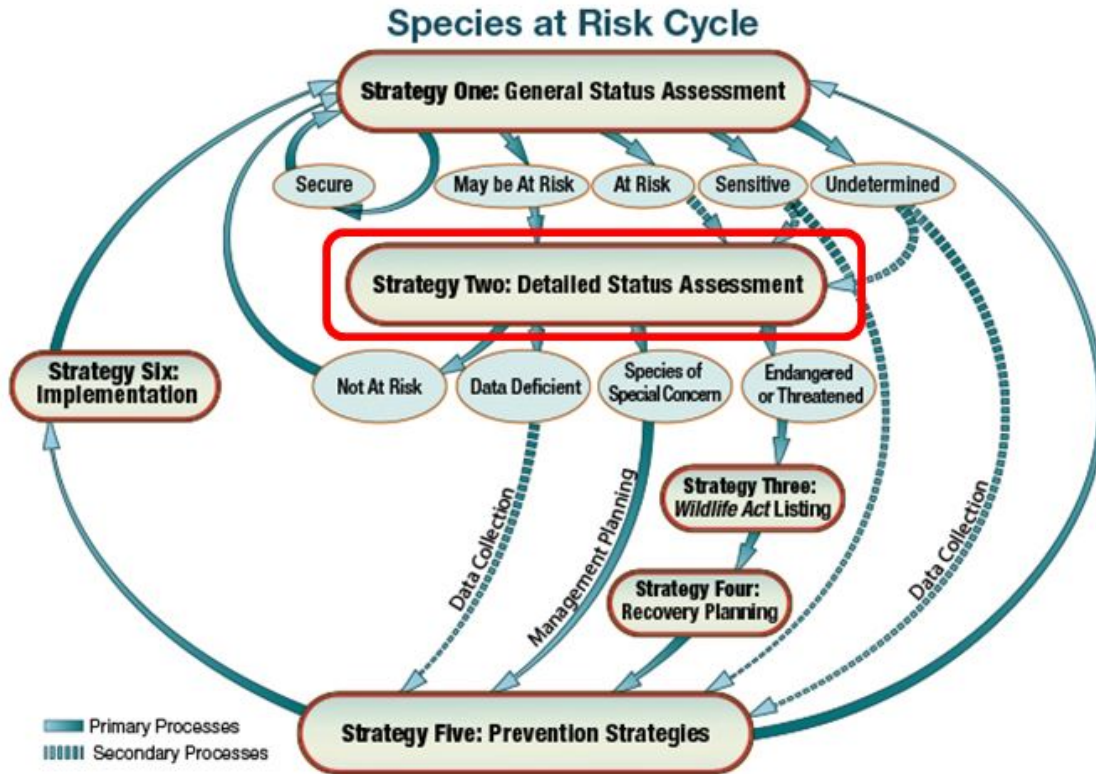 Species at Risk Cycle
Strategy One: General Status Assessment
Secure
May be At Risk
At Risk
Sensitive
Undetermined
Strategy Two: Detailed Status Assessment
Strategy Six:
Implementation
Not At Risk
Data Deficient
Species of
Special Concern
Endangered
or Threatened
Strategy Three:
Wildlife Act Listing
Data Collection
Management Planning
Data Collection
Strategy Four:
Recovery Planning
Strategy Five: Prevention Strategies
Primary Processes
Secondary Processes